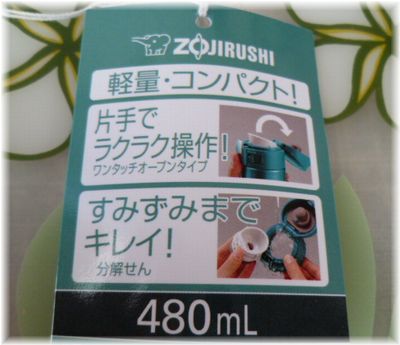 ZOJIRUSHI
軽量・コンパクト!
片手で
ラクラク操作!
ワンタッチオープンタイプ
すみずみまで
キレイ!
分解せん
480mL